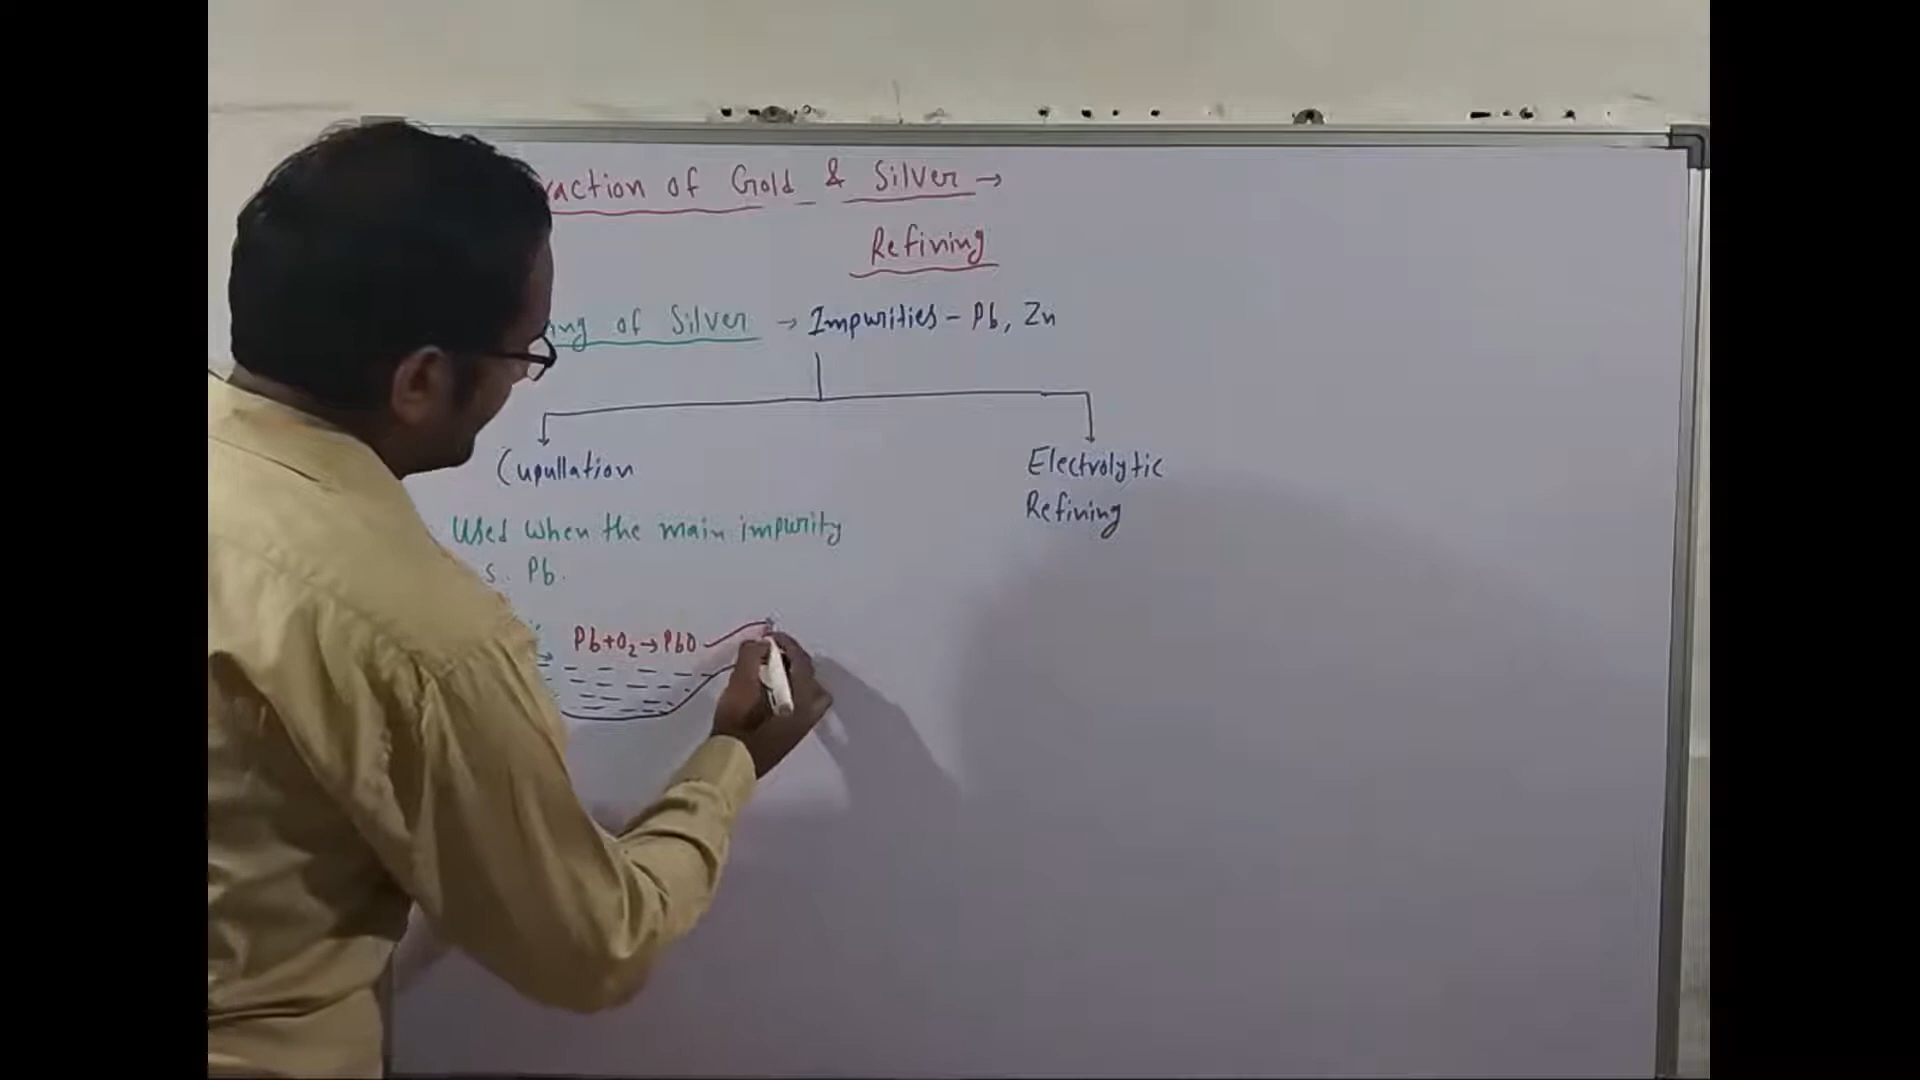 raction of Gold & Silver →
Refining
ng of Silver → Impurities - Pb, Zn
Cupullation
Electrolytic
Refining
Used when the main impurity
s. Pb.
Pb+O₂→PbO